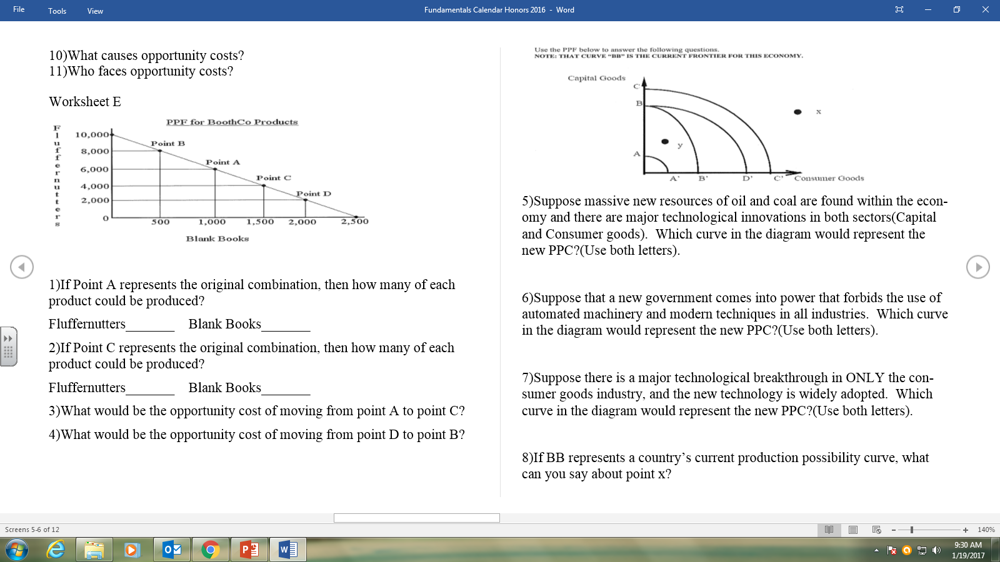 File
Tools
View
Fundamentals Calendar Honors 2016 - Word
10)What causes opportunity costs?
11)Who faces opportunity costs?
Worksheet E
PPF for BoothCo Products
Fluffernutters
10,000
8,000
6,000
4,000
2,000
0
Point B
Point A
Point C
Point D
500 1,000 1,500 2,000 2,500
Blank Books
1)If Point A represents the original combination, then how many of each
product could be produced?
Fluffernutters_______ Blank Books_______
2)If Point C represents the original combination, then how many of each
product could be produced?
Fluffernutters_______ Blank Books_______
3)What would be the opportunity cost of moving from point A to point C?
4)What would be the opportunity cost of moving from point D to point B?
Use the PPF below to answer the following questions.
NOTE: THAT CURVE “BB” IS THE CURRENT FRONTIER FOR THIS ECONOMY.
Capital Goods
C
B
A
x
y
A' B' D' C' Consumer Goods
5)Suppose massive new resources of oil and coal are found within the econ-
omy and there are major technological innovations in both sectors(Capital
and Consumer goods). Which curve in the diagram would represent the
new PPC?(Use both letters).
6)Suppose that a new government comes into power that forbids the use of
automated machinery and modern techniques in all industries. Which curve
in the diagram would represent the new PPC?(Use both letters).
7)Suppose there is a major technological breakthrough in ONLY the con-
sumer goods industry, and the new technology is widely adopted. Which
curve in the diagram would represent the new PPC?(Use both letters).
8)If BB represents a country’s current production possibility curve, what
can you say about point x?
Screens 5-6 of 12
140%
9:30 AM
1/19/2017